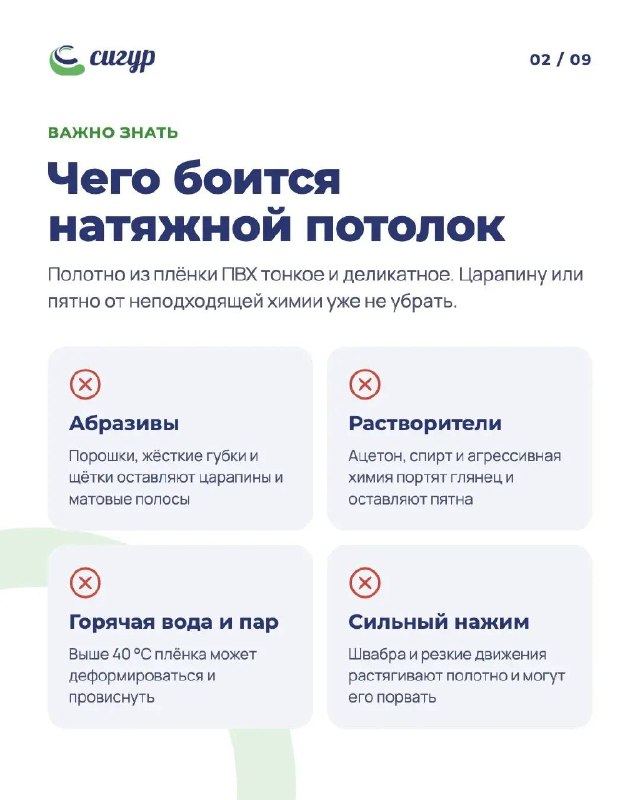 сигур
02 / 09
ВАЖНО ЗНАТЬ
Чего боится
натяжной потолок
Полотно из плёнки ПВХ тонкое и деликатное. Царапину или
пятно от неподходящей химии уже не убрать.
Абразивы
Порошки, жёсткие губки и
щётки оставляют царапины и
матовые полосы
Растворители
Ацетон, спирт и агрессивная
химия портят глянец и
оставляют пятна
Горячая вода и пар
Выше 40 °C плёнка может
деформироваться и
провиснуть
Сильный нажим
Швабра и резкие движения
растягивают полотно и могут
его порвать